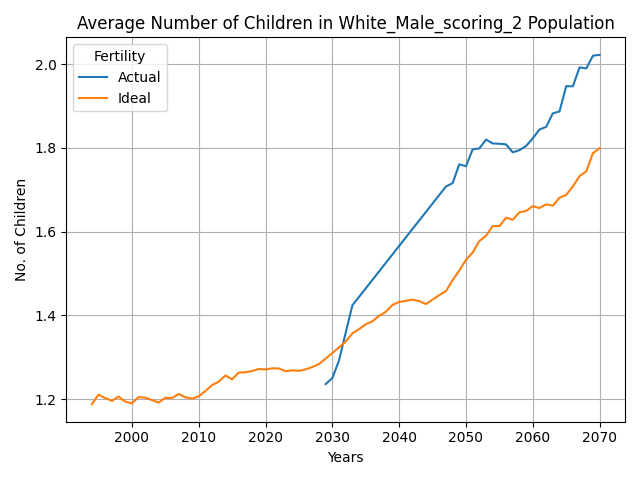 Average Number of Children in White_Male_scoring_2 Population
Fertility
Actual
Ideal
2.0
1.8
1.6
1.4
1.2
No. of Children
2000 2010 2020 2030 2040 2050 2060 2070
Years